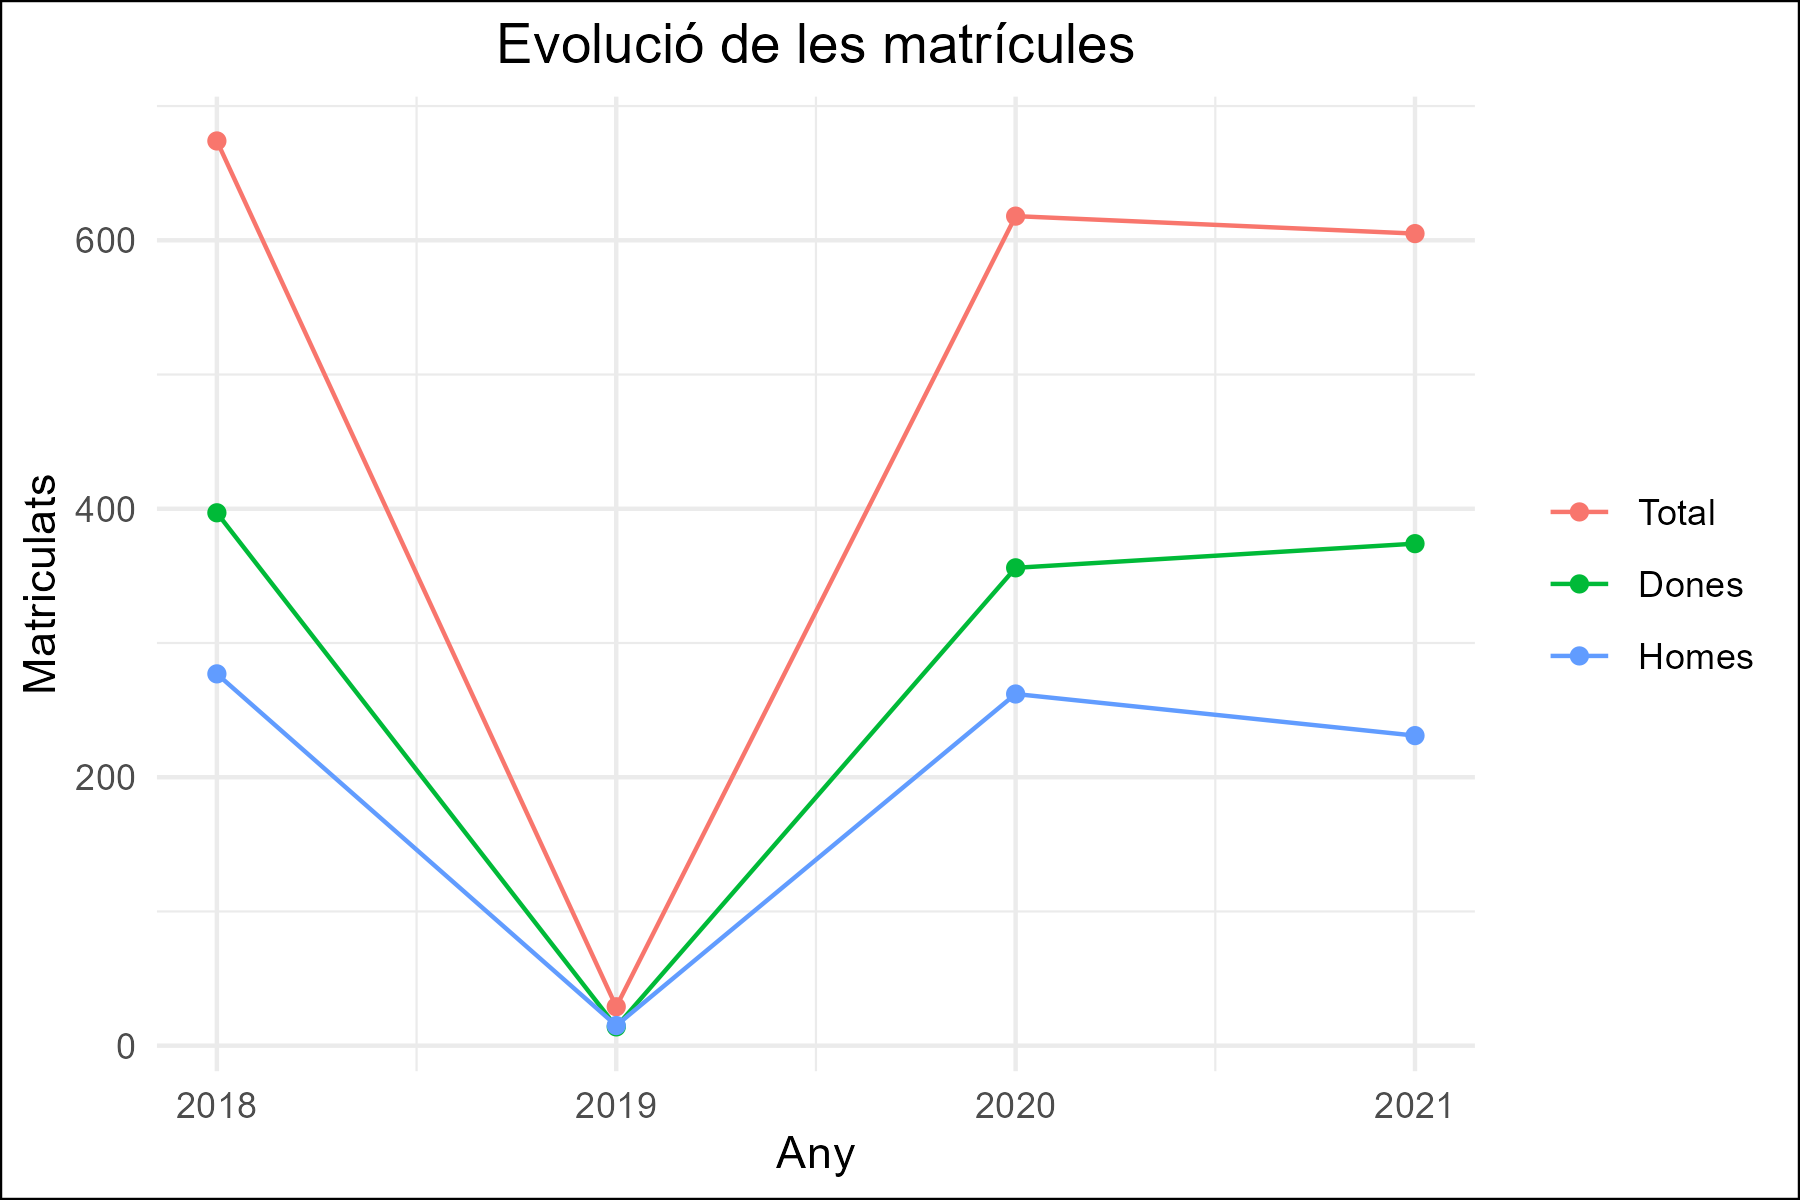 Evolució de les matrícules
Matriculats
600
400
200
0
2018
2019
2020
2021
Any
Total
Dones
Homes